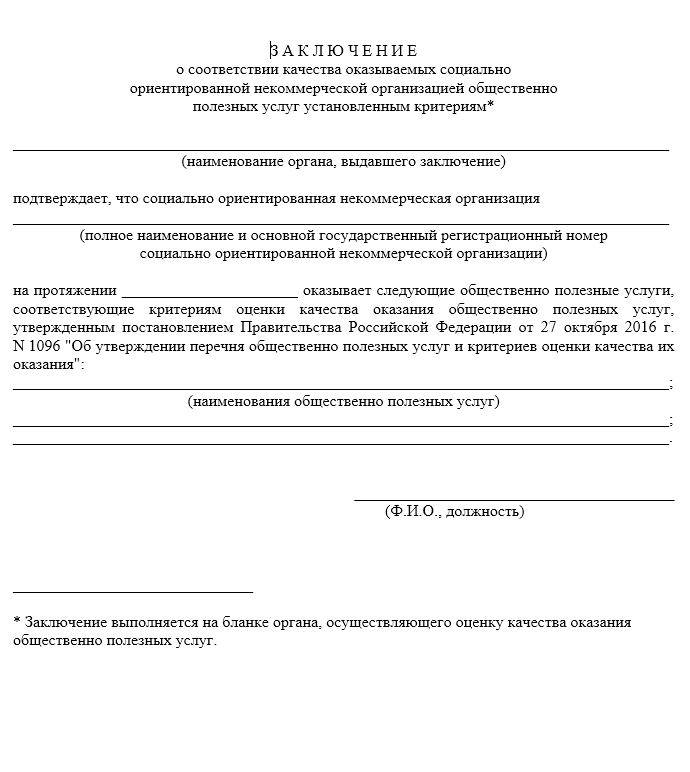 З А К Л Ю Ч Е Н И Е
о соответствии качества оказываемых социально
ориентированной некоммерческой организацией общественно
полезных услуг установленным критериям*
(наименование органа, выдавшего заключение)
подтверждает, что социально ориентированная некоммерческая организация
(полное наименование и основной государственный регистрационный номер
социально ориентированной некоммерческой организации)
на протяжении ________________________ оказывает следующие общественно полезные услуги,
соответствующие критериям оценки качества оказания общественно полезных услуг,
утвержденным постановлением Правительства Российской Федерации от 27 октября 2016 г.
N 1096 "Об утверждении перечня общественно полезных услуг и критериев оценки качества их
оказания":
;
(наименования общественно полезных услуг)
;
.
(Ф.И.О., должность)
* Заключение выполняется на бланке органа, осуществляющего оценку качества оказания
общественно полезных услуг.